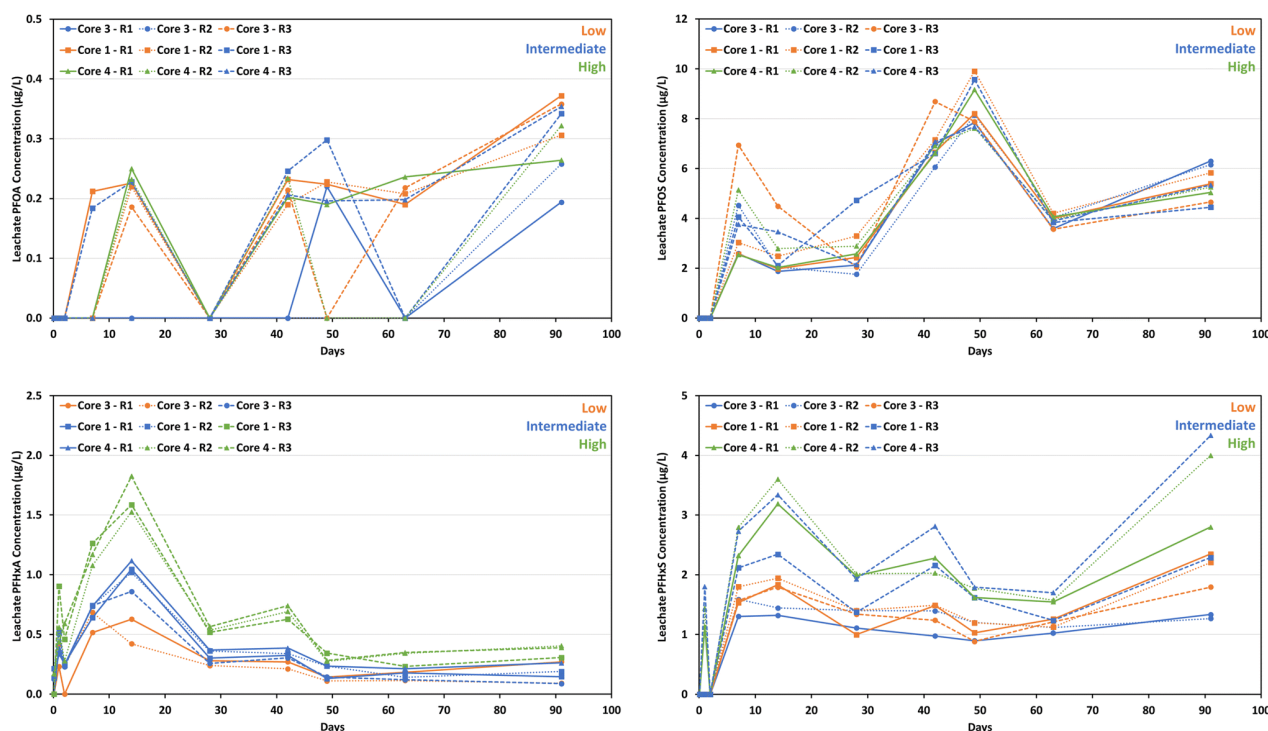 0.5
0.4
0.3
0.2
0.1
0.0
Leachate PFOA Concentration (µg/L)
Core 3 - R1 Core 3 - R2 Core 3 - R3
Core 1 - R1 Core 1 - R2 Core 1 - R3
Core 4 - R1 Core 4 - R2 Core 4 - R3
Low
Intermediate
High
0 10 20 30 40 50 60 70 80 90 100
Days
12
10
8
6
4
2
0
Leachate PFOS Concentration (µg/L)
Core 3 - R1 Core 3 - R2 Core 3 - R3
Core 1 - R1 Core 1 - R2 Core 1 - R3
Core 4 - R1 Core 4 - R2 Core 4 - R3
Low
Intermediate
High
0 10 20 30 40 50 60 70 80 90 100
Days
2.5
2.0
1.5
1.0
0.5
0.0
Leachate PFHxA Concentration (µg/L)
Core 3 - R1 Core 3 - R2 Core 3 - R3
Core 1 - R1 Core 1 - R2 Core 1 - R3
Core 4 - R1 Core 4 - R2 Core 4 - R3
Low
Intermediate
High
0 10 20 30 40 50 60 70 80 90 100
Days
5
4
3
2
1
0
Leachate PFHxS Concentration (µg/L)
Core 3 - R1 Core 3 - R2 Core 3 - R3
Core 1 - R1 Core 1 - R2 Core 1 - R3
Core 4 - R1 Core 4 - R2 Core 4 - R3
Low
Intermediate
High
0 10 20 30 40 50 60 70 80 90 100
Days